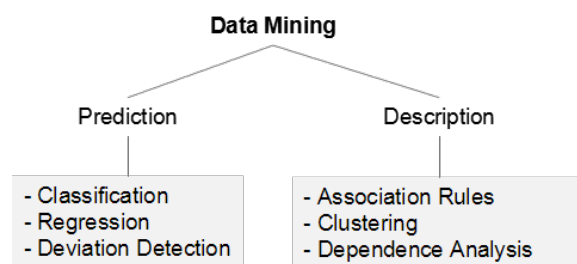 Data Mining
Prediction
Description
- Classification
- Regression
- Deviation Detection
- Association Rules
- Clustering
- Dependence Analysis